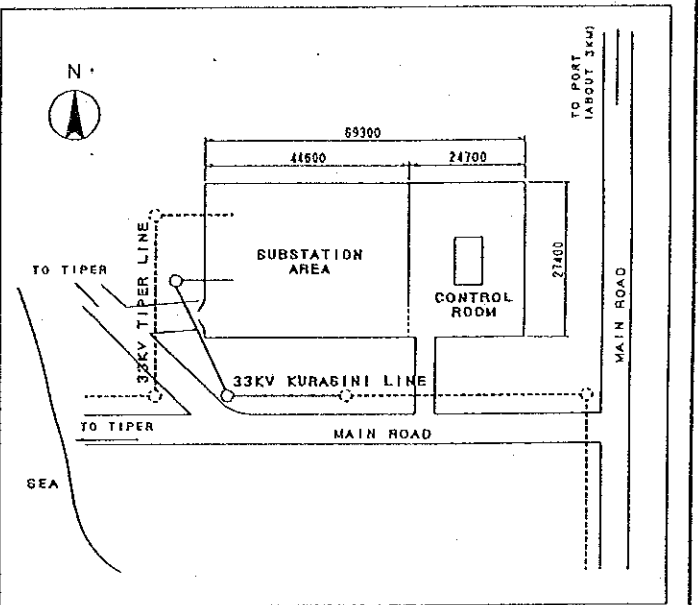 N
TO PORT
(ABOUT 3KM)
69300
44600
24700
SUBSTATION
AREA
CONTROL
ROOM
27400
MAIN ROAD
TO TIPER
33KV TIPER LINE
33KV KURASINI LINE
TO TIPER
MAIN ROAD
SEA